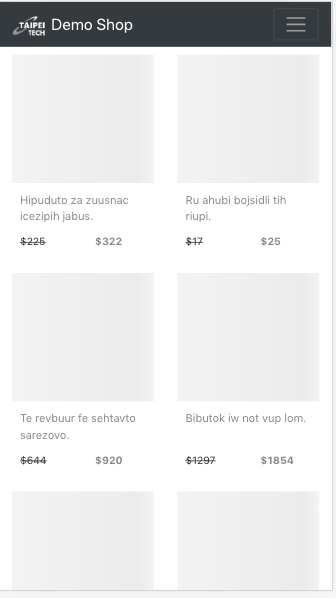 TAIPEI
TECH
Demo Shop
Hipuduto za zuusnac
icezipih jabus.
$225 $322
Ru ahubi bojsidli tih
riupi.
$17 $25
Te revbuur fe sehtavto
sarezovo.
$644 $920
Bibutok iw not vup lom.
$1297 $1854